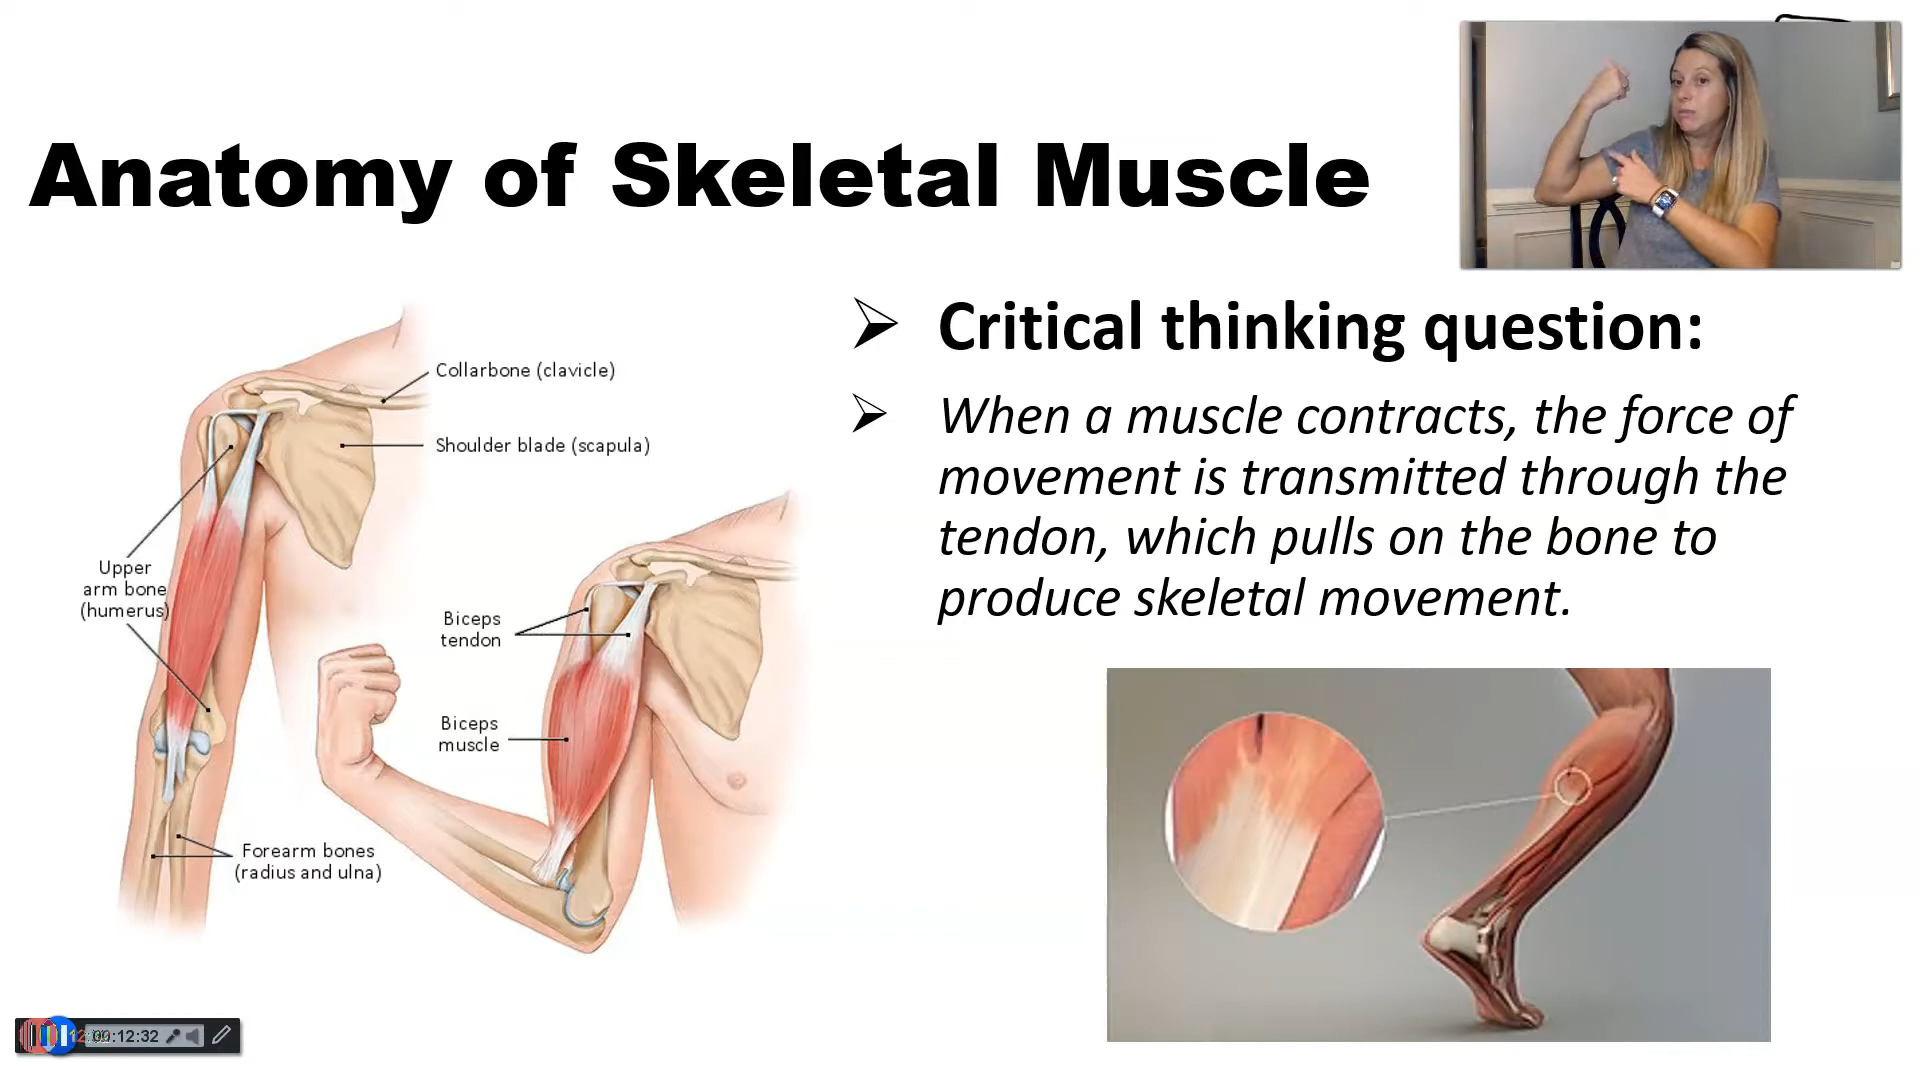 Anatomy of Skeletal Muscle
Critical thinking question:
When a muscle contracts, the force of
movement is transmitted through the
tendon, which pulls on the bone to
produce skeletal movement.
Collarbone (clavicle)
Shoulder blade (scapula)
Upper
arm bone
(humerus)
Biceps
tendon
Biceps
muscle
Forearm bones
(radius and ulna)
:12:32